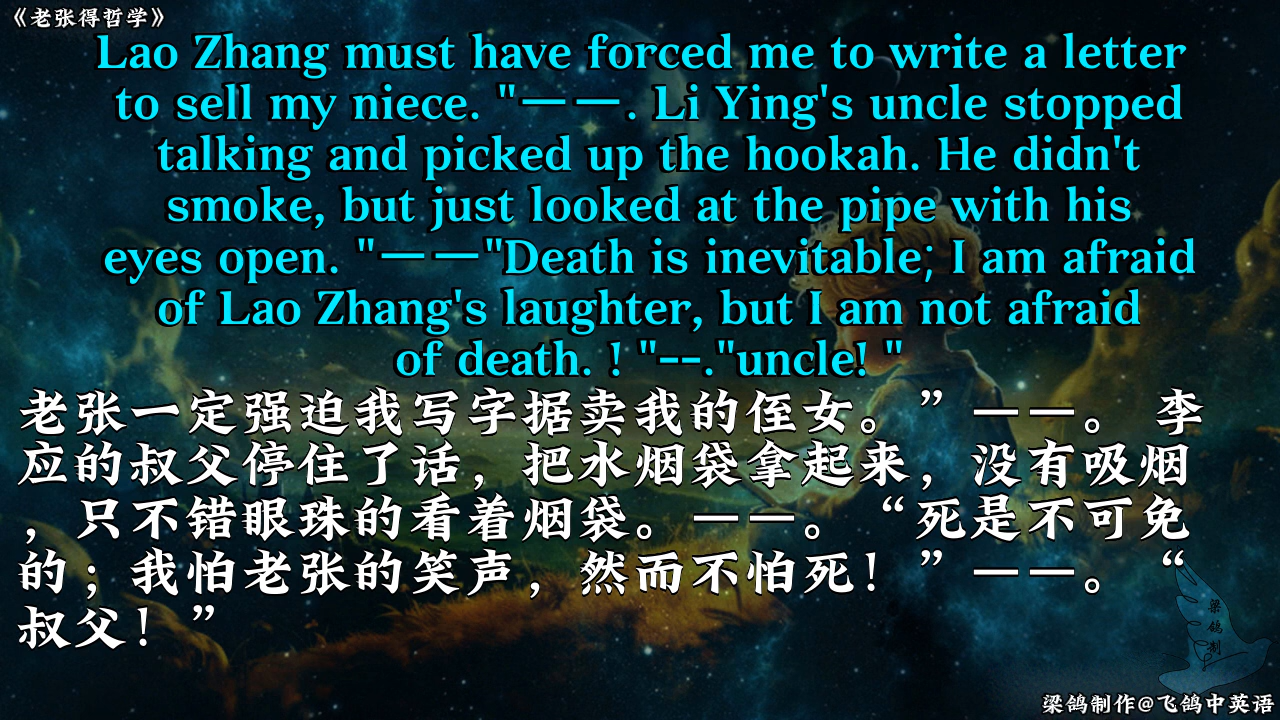 《老张得哲学》
Lao Zhang must have forced me to write a letter
to sell my niece. "——. Li Ying's uncle stopped
talking and picked up the hookah. He didn't
smoke, but just looked at the pipe with his
eyes open. "——"Death is inevitable; I am afraid
of Lao Zhang's laughter, but I am not afraid
of death. ! "--."uncle! "
老张一定强迫我写字据卖我的侄女。”——。 李
应的叔父停住了话，把水烟袋拿起来，没有吸烟
，只不错眼珠的看着烟袋。——。“死是不可免
的；我怕老张的笑声，然而不怕死！”——。“
叔父！”
梁鸽制
梁鸽制作@飞鸽中英语